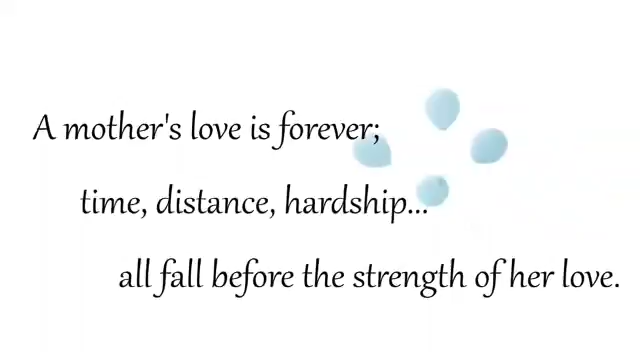 A mother's love is forever;
time, distance, hardship...
all fall before the strength of her love.